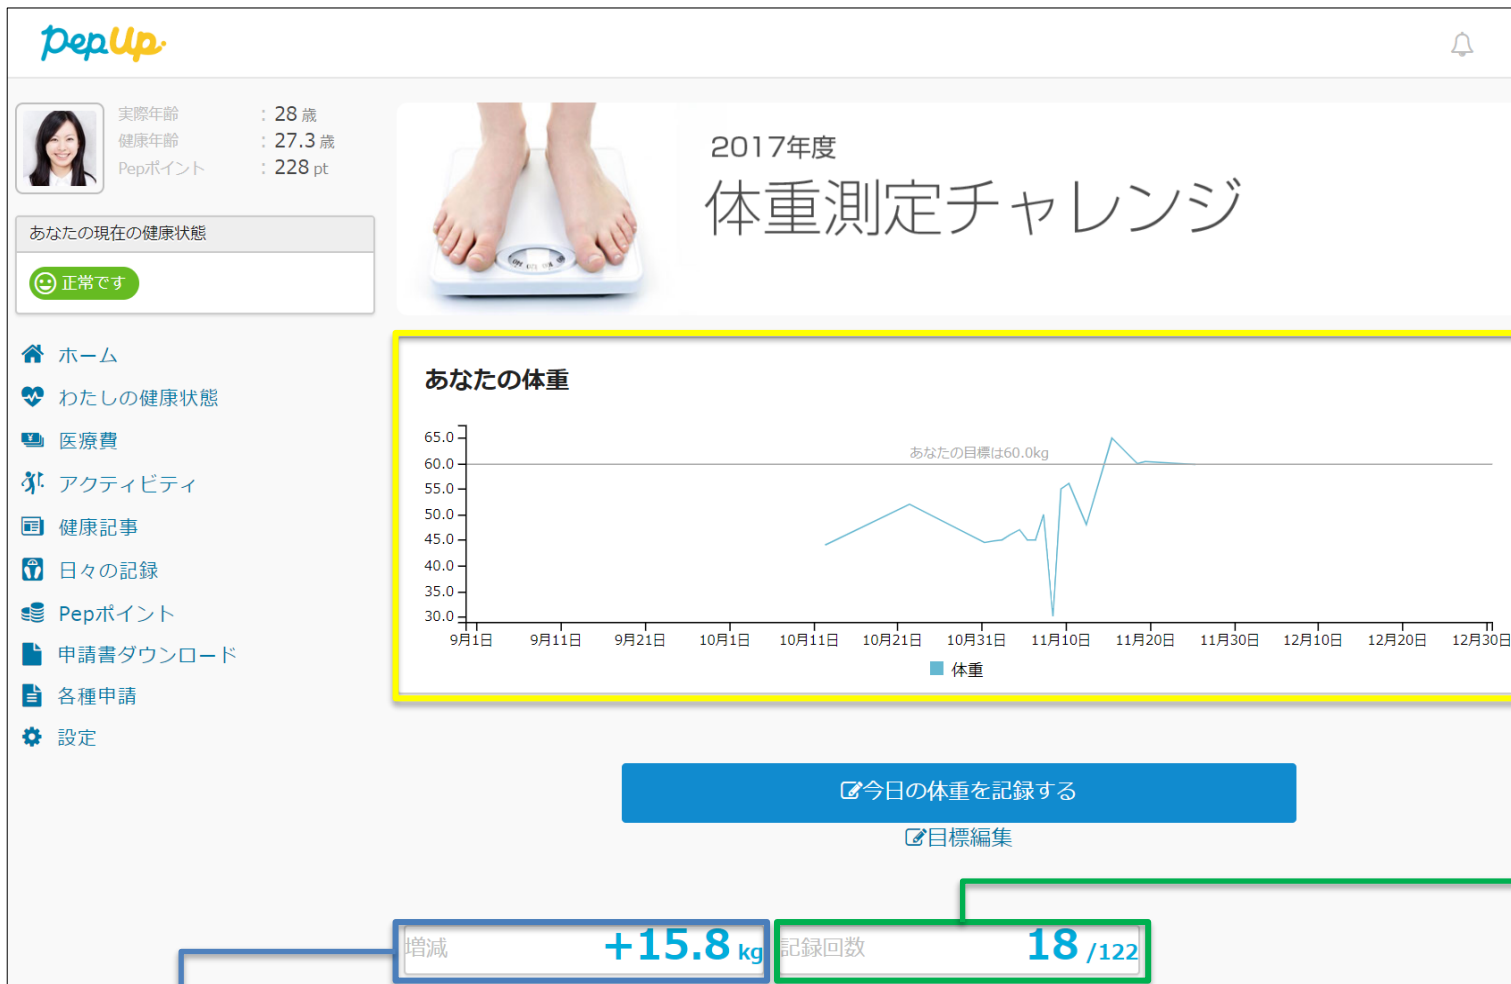 PepUp
実際年齢 : 28 歳
健康年齢 : 27.3 歳
Pepポイント : 228 pt
あなたの現在の健康状態
正常です
ホーム
わたしの健康状態
医療費
アクティビティ
健康記事
日々の記録
Pepポイント
申請書ダウンロード
各種申請
設定
2017年度
体重測定チャレンジ
あなたの体重
あなたの目標は60.0kg
65.0
60.0
55.0
50.0
45.0
40.0
35.0
30.0
9月1日 9月11日 9月21日 10月1日 10月11日 10月21日 10月31日 11月10日 11月20日 11月30日 12月10日 12月20日 12月30日
体重
今日の体重を記録する
目標編集
増減 +15.8 kg
記録回数 18 /122